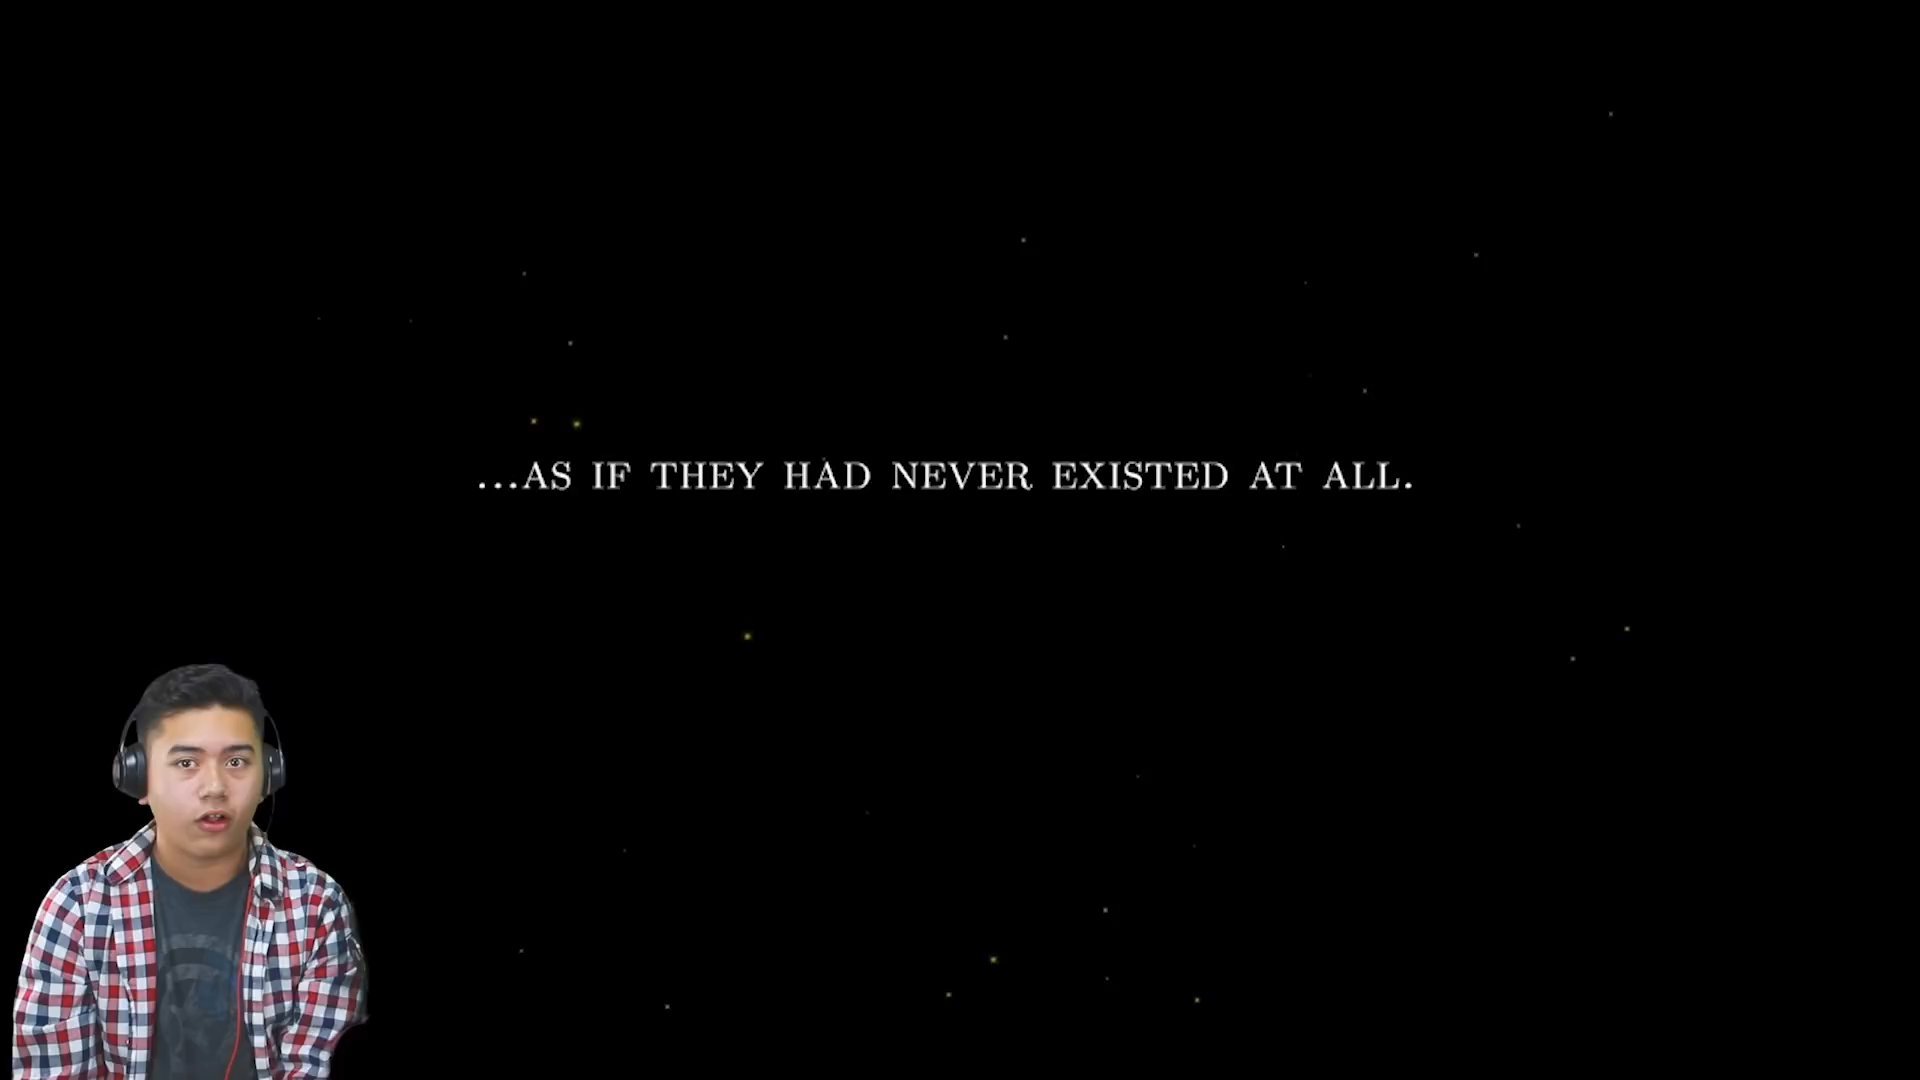 ...AS IF THEY HAD NEVER EXISTED AT ALL.